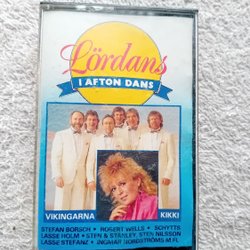 Lördans
I AFTON DANS
VIKINGARNA
KIKKI
STEFAN BORSCH • ROBERT WELLS • SCHYTTS
LASSE HOLM • STEN & STANLEY, STEN NILSSON
LASSE STEFANZ • INGMAR NORDSTRÖMS M.FL.